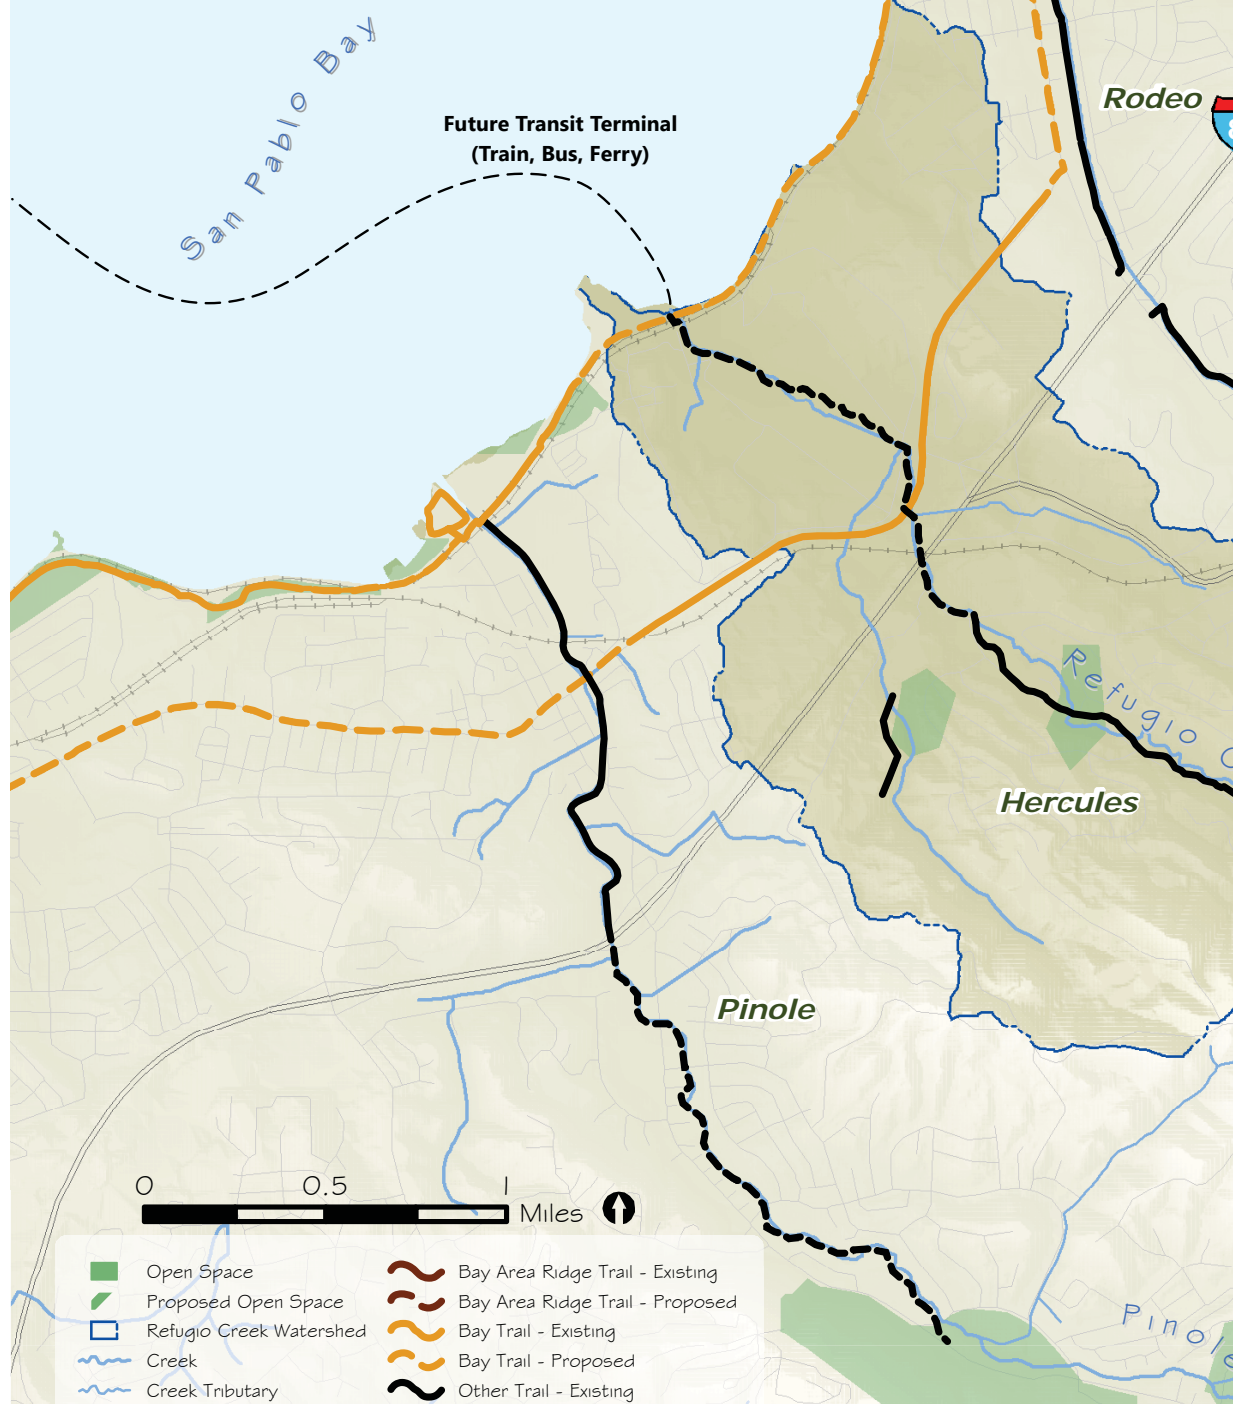 San Pablo Bay
Future Transit Terminal
(Train, Bus, Ferry)
Rodeo
8
Refugio C
Hercules
Pinole
0 0.5 1
Miles
Open Space
Proposed Open Space
Refugio Creek Watershed
Creek
Creek Tributary
Bay Area Ridge Trail - Existing
Bay Area Ridge Trail - Proposed
Bay Trail - Existing
Bay Trail - Proposed
Other Trail - Existing
Pinole